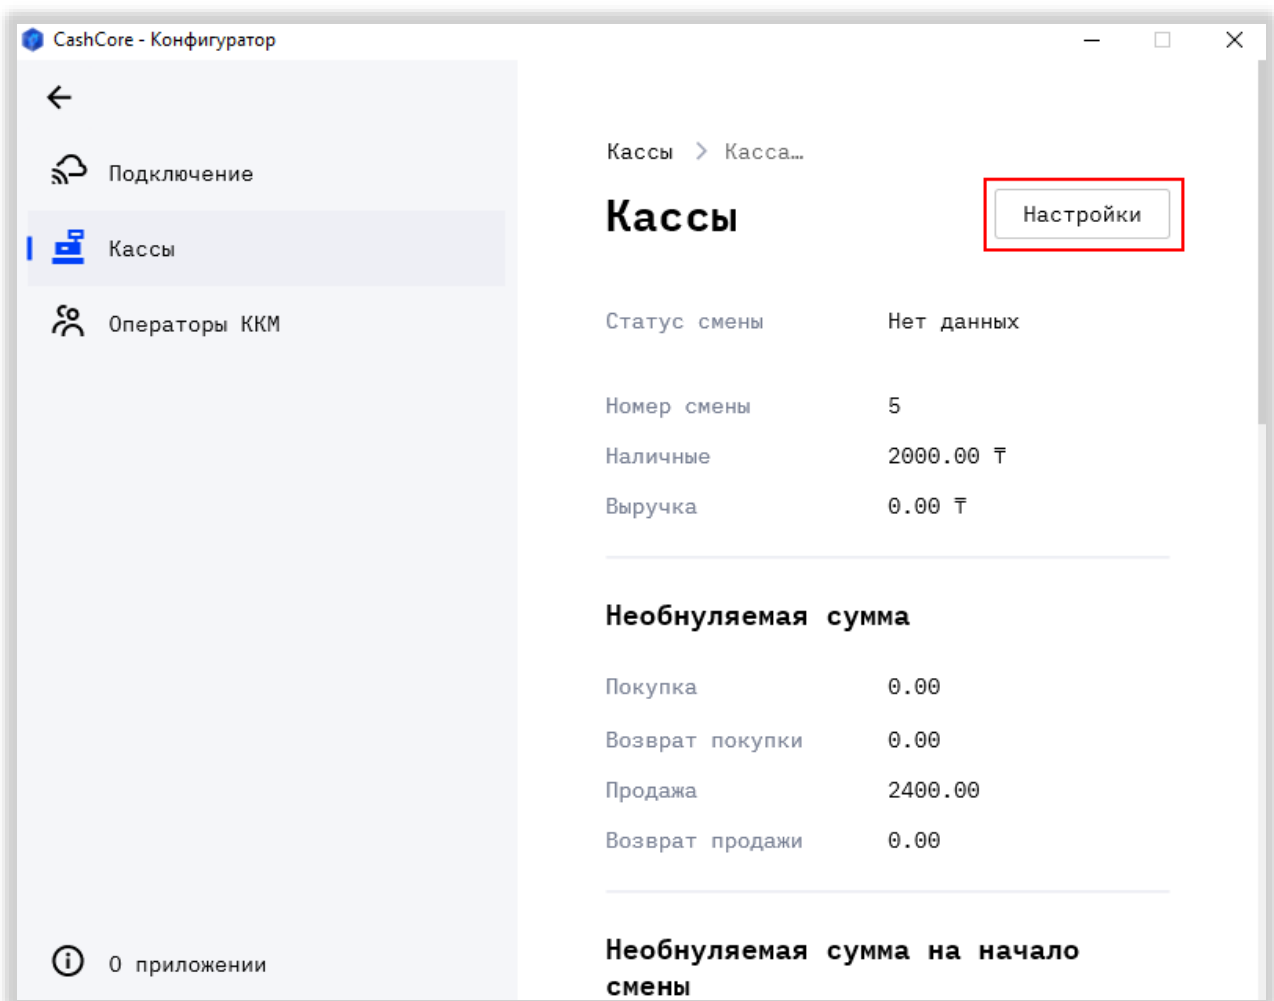 CashCore - Конфигуратор
Подключение
Кассы
Операторы ККМ
О приложении
Кассы > Касса…
Кассы
Настройки
Статус смены Нет данных
Номер смены 5
Наличные 2000.00 ₸
Выручка 0.00 ₸
Необнуляемая сумма
Покупка 0.00
Возврат покупки 0.00
Продажа 2400.00
Возврат продажи 0.00
Необнуляемая сумма на начало
смены